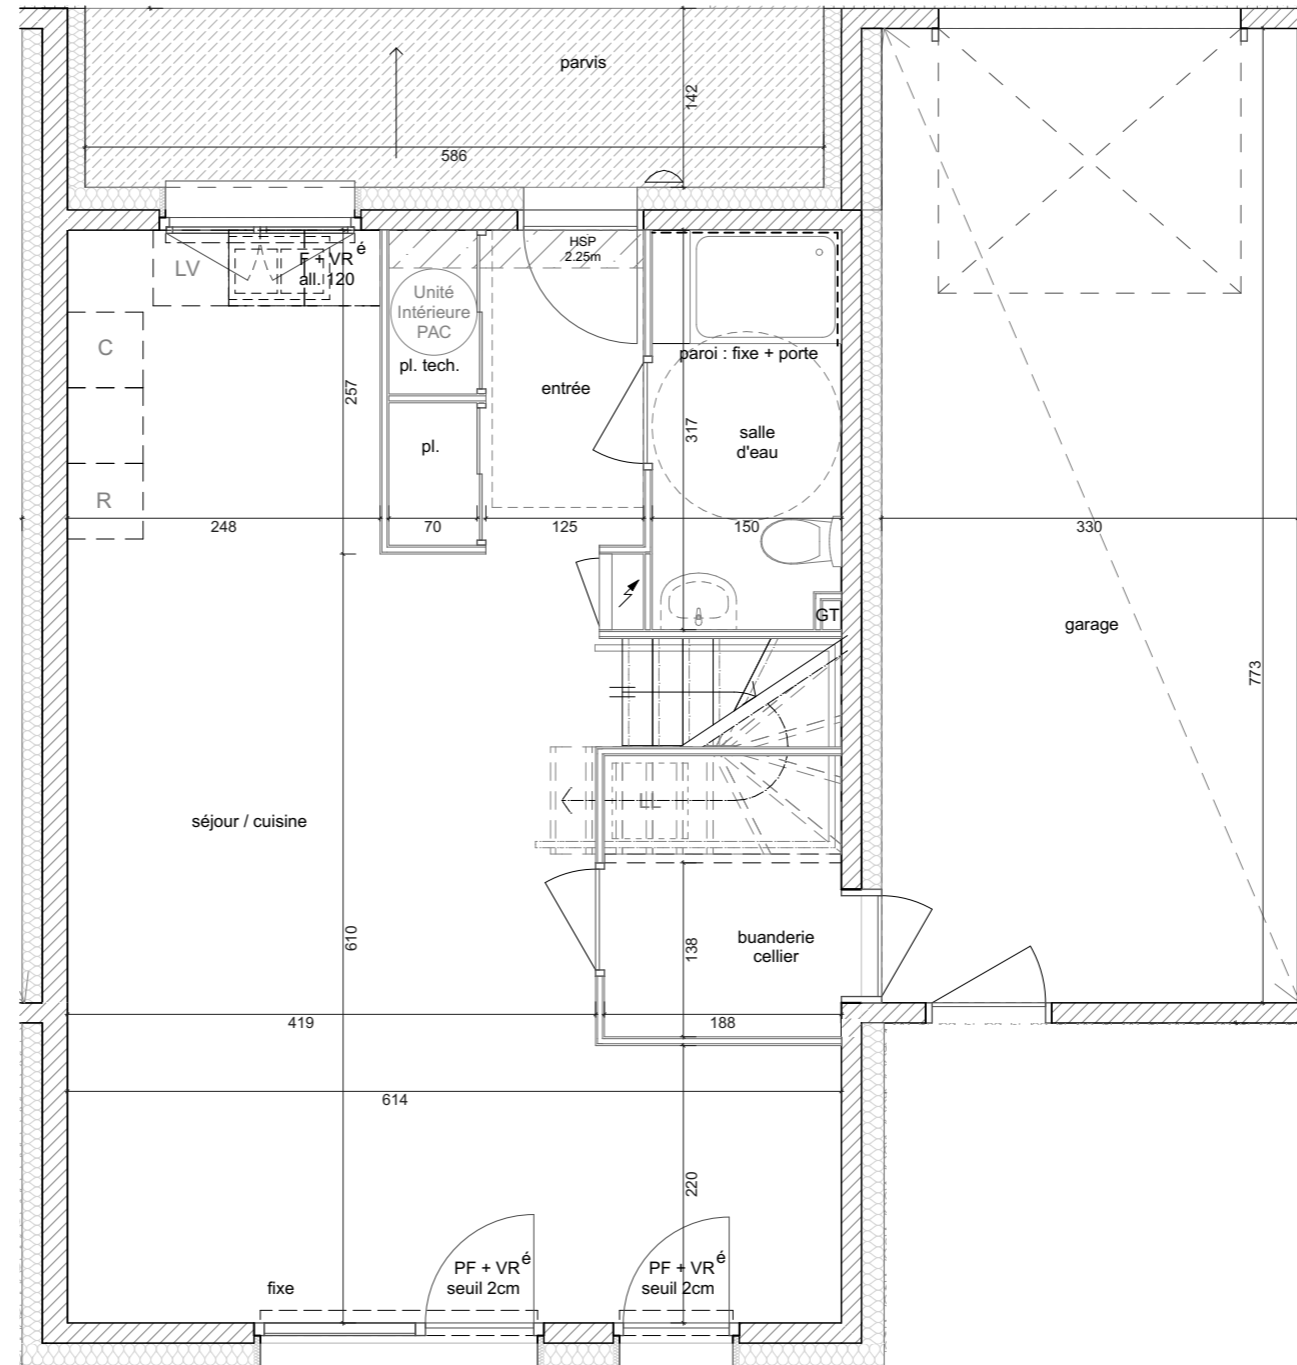 parvis
142
586
HSP
2.25m
LV
F + VRé
all. 120
Unité
Intérieure
PAC
C
paroi : fixe + porte
pl. tech.
entrée
257
317
salle
d'eau
pl.
R
248
70
125
150
330
GT
garage
773
LL
séjour / cuisine
610
138
buanderie
cellier
419
188
614
220
PF + VRé
seuil 2cm
PF + VRé
seuil 2cm
fixe